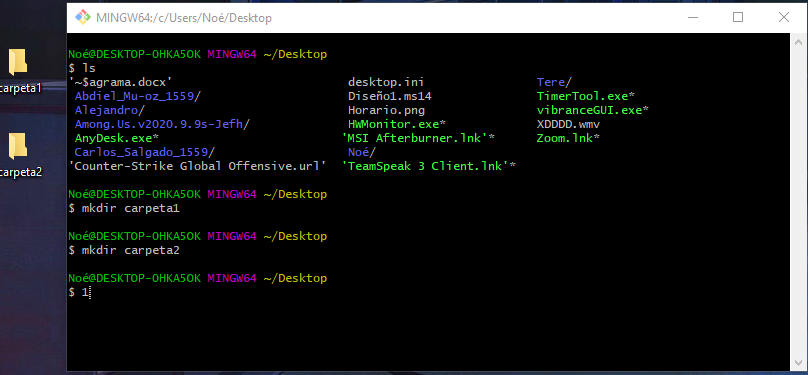 MINGW64:/c/Users/Noé/Desktop
carpeta1
carpeta2
Noé@DESKTOP-OHKA5OK MINGW64 ~/Desktop
$ ls
'~$agrama.docx' desktop.ini Tere/
Abdiel_Mu-oz_1559/ Diseño1.ms14 TimerTool.exe*
Alejandro/ Horario.png vibranceGUI.exe*
Among.Us.v2020.9.9s-Jefh/ HWMonitor.exe* XDDDD.wmv
AnyDesk.exe* 'MSI Afterburner.lnk'* Zoom.lnk*
Carlos_Salgado_1559/ Noé/
'Counter-Strike Global Offensive.url' 'TeamSpeak 3 Client.lnk'*
Noé@DESKTOP-OHKA5OK MINGW64 ~/Desktop
$ mkdir carpeta1
Noé@DESKTOP-OHKA5OK MINGW64 ~/Desktop
$ mkdir carpeta2
Noé@DESKTOP-OHKA5OK MINGW64 ~/Desktop
$ l